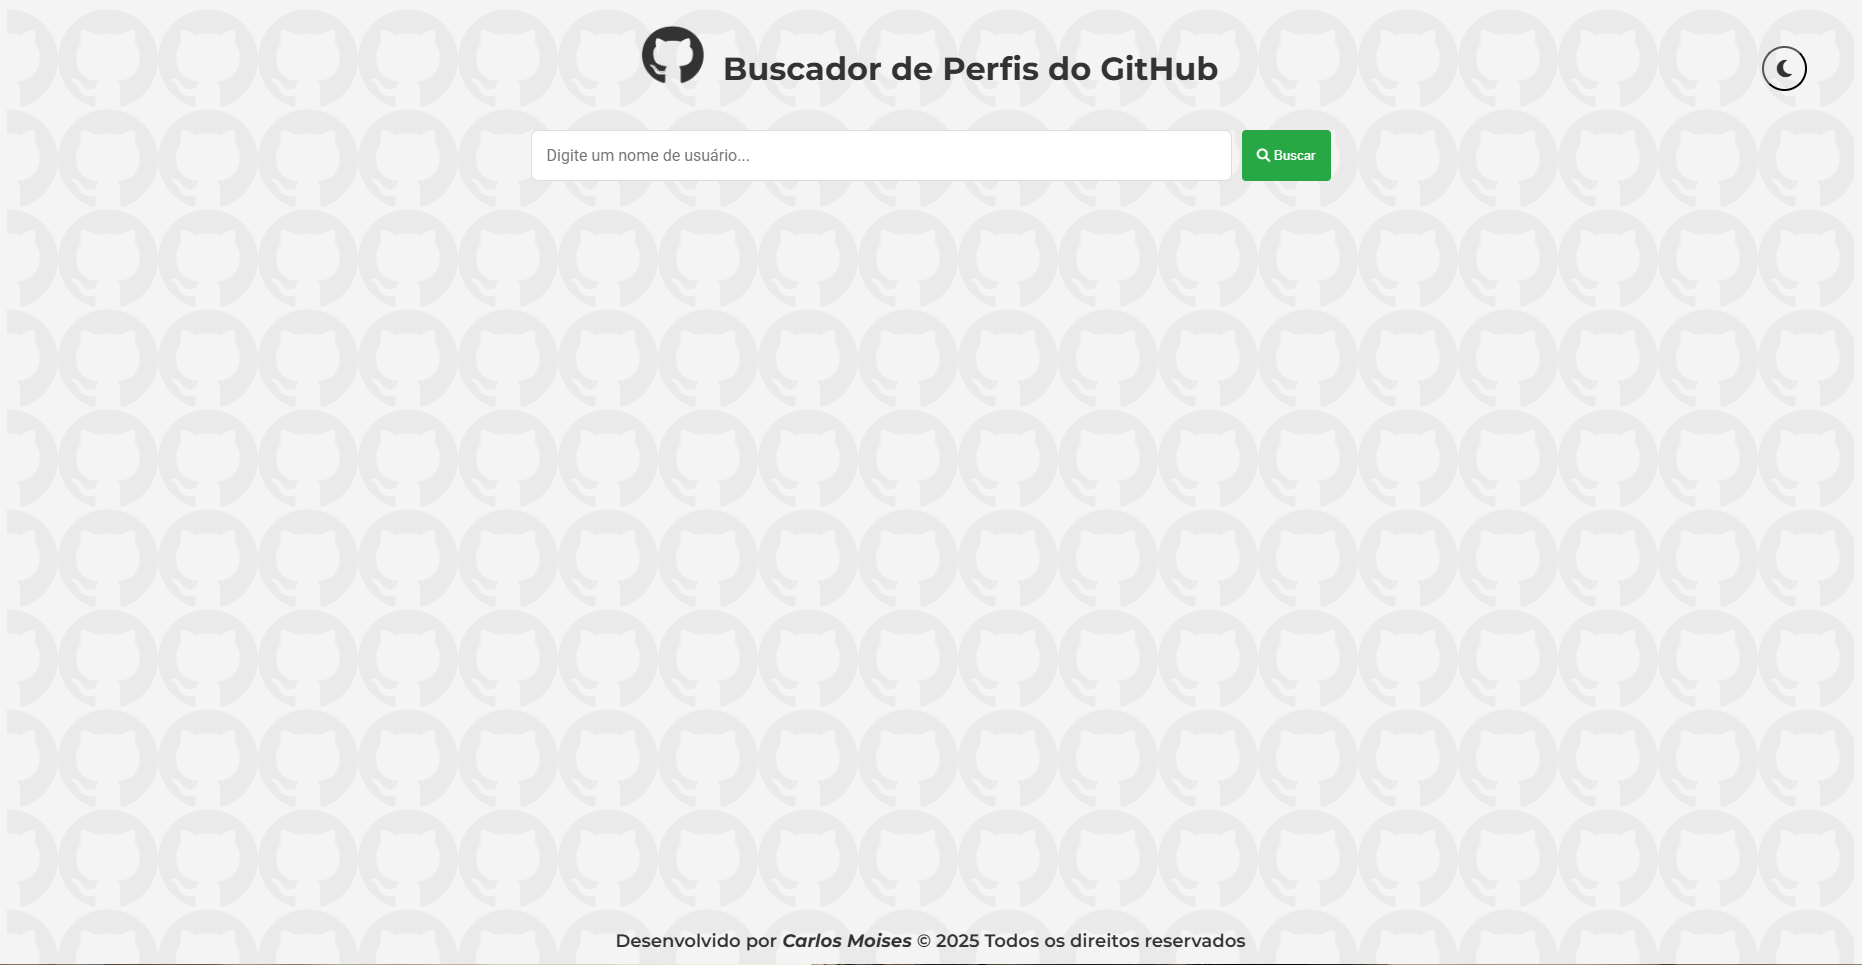 Buscador de Perfis do GitHub
Digite um nome de usuário...
Buscar
Desenvolvido por Carlos Moises © 2025 Todos os direitos reservados